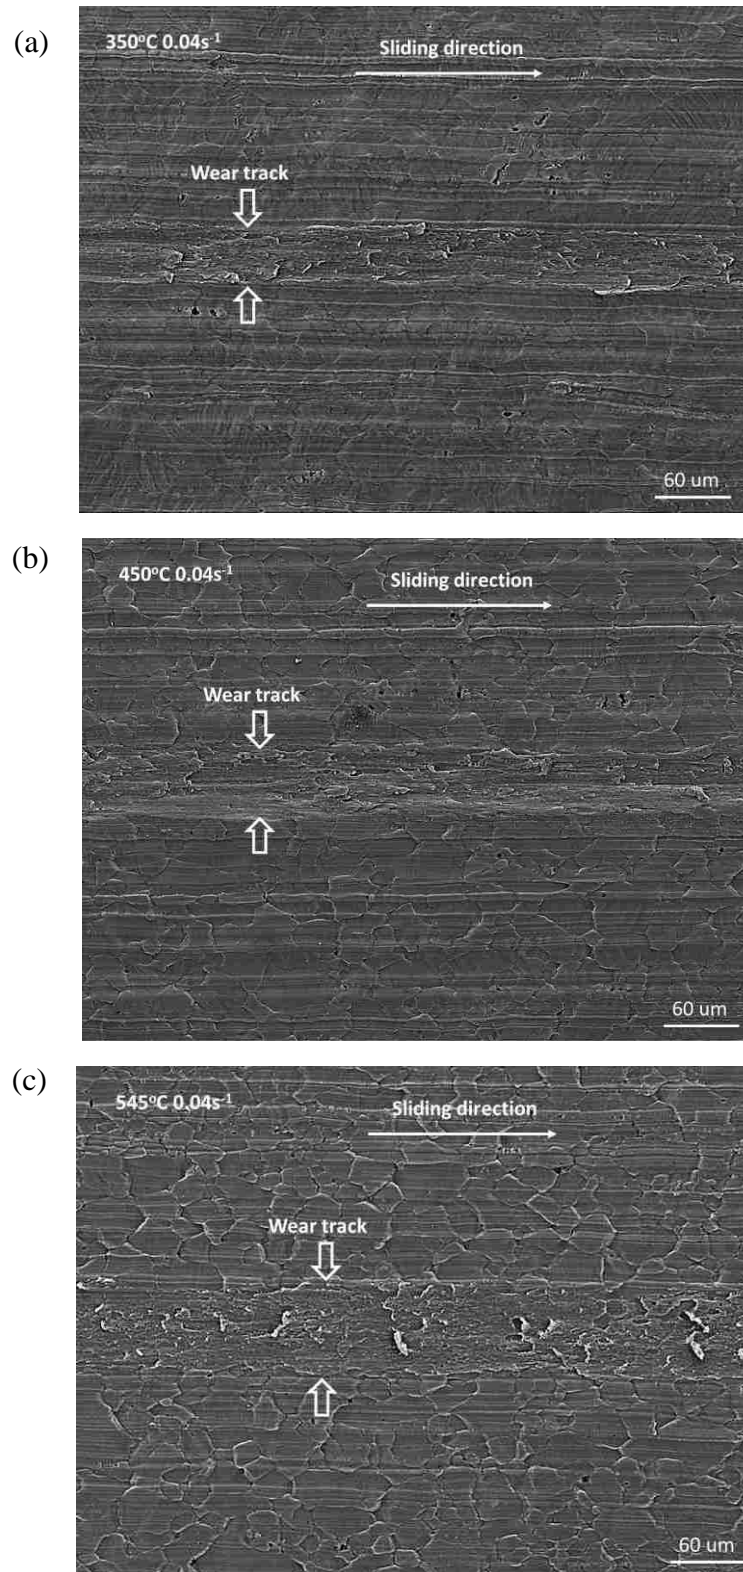 (a)
350°C 0.04s⁻¹
Sliding direction
Wear track
60 um
(b)
450°C 0.04s⁻¹
Sliding direction
Wear track
60 um
(c)
545°C 0.04s⁻¹
Sliding direction
Wear track
60 um